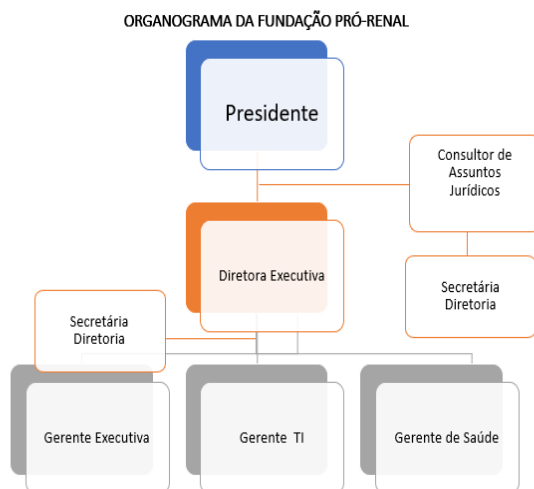 ORGANOGRAMA DA FUNDAÇÃO PRÓ-RENAL
Presidente
Consultor de
Assuntos
Jurídicos
Diretora Executiva
Secretária
Diretoria
Secretária
Diretoria
Gerente Executiva
Gerente TI
Gerente de Saúde